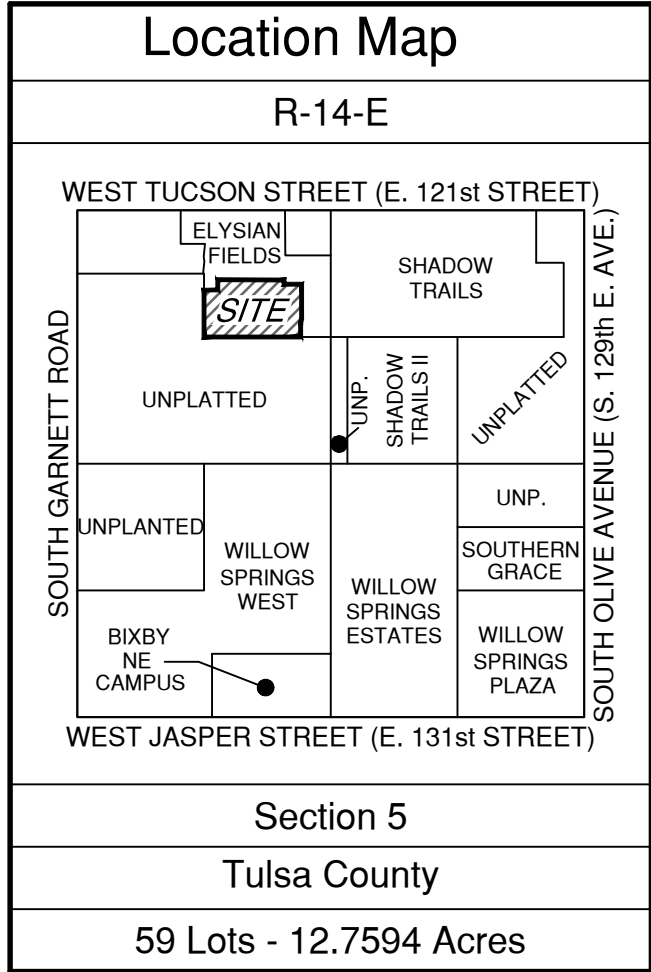 Location Map
R-14-E
WEST TUCSON STREET (E. 121st STREET)
ELYSIAN
FIELDS
SHADOW
TRAILS
SITE
SOUTH GARNETT ROAD
SOUTH OLIVE AVENUE (S. 129th E. AVE.)
UNPLATTED
UNP.
SHADOW
TRAILS II
UNPLATTED
UNPLANTED
WILLOW
SPRINGS
WEST
WILLOW
SPRINGS
ESTATES
UNP.
SOUTHERN
GRACE
BIXBY
NE
CAMPUS
WILLOW
SPRINGS
PLAZA
WEST JASPER STREET (E. 131st STREET)
Section 5
Tulsa County
59 Lots - 12.7594 Acres